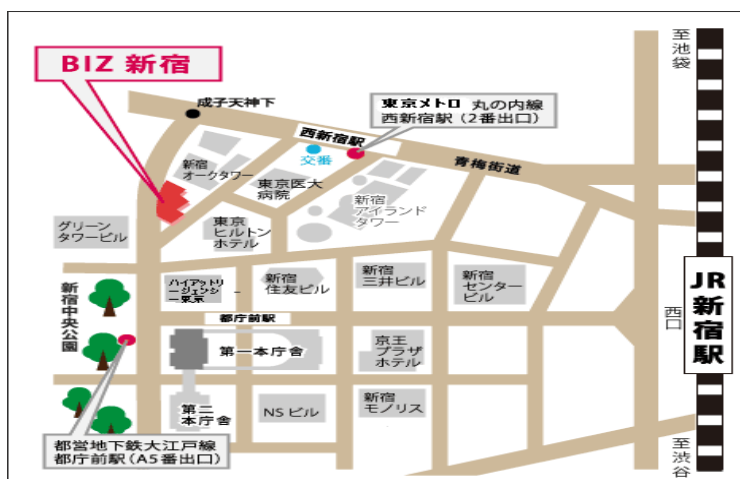 至池袋
BIZ 新宿
成子天神下
東京メトロ 丸の内線
西新宿駅(2番出口)
西新宿駅
交番
青梅街道
新宿
オークタワー
東京医大
病院
新宿
アイランド
タワー
グリーン
タワービル
東京
ヒルトン
ホテル
ハイアットリ
ージェンシ
ー東京
新宿
住友ビル
新宿
三井ビル
新宿
センター
ビル
JR新宿駅
西口
新宿中央公園
都庁前駅
第一本庁舎
京王
プラザ
ホテル
第二
本庁舎
NSビル
新宿
モノリス
都営地下鉄大江戸線
都庁前駅(A5番出口)
至渋谷